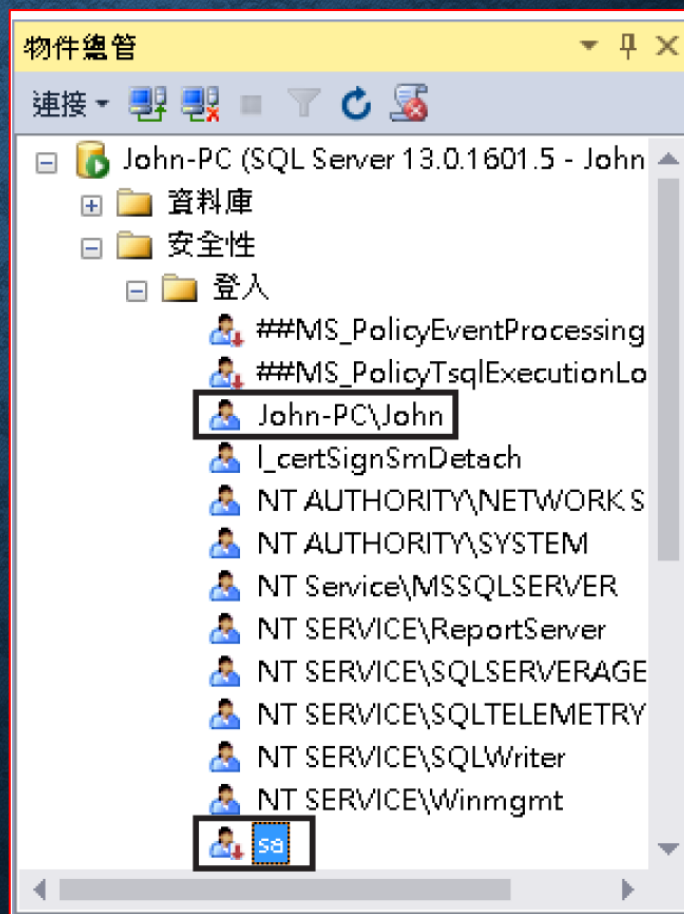 物件總管
連接
John-PC (SQL Server 13.0.1601.5 - John
資料庫
安全性
登入
##MS_PolicyEventProcessing
##MS_PolicyTsqlExecutionLo
John-PC\John
l_certSignSmDetach
NT AUTHORITY\NETWORK S
NT AUTHORITY\SYSTEM
NT Service\MSSQLSERVER
NT SERVICE\ReportServer
NT SERVICE\SQLSERVERAGE
NT SERVICE\SQLTELEMETRY
NT SERVICE\SQLWriter
NT SERVICE\Winmgmt
sa